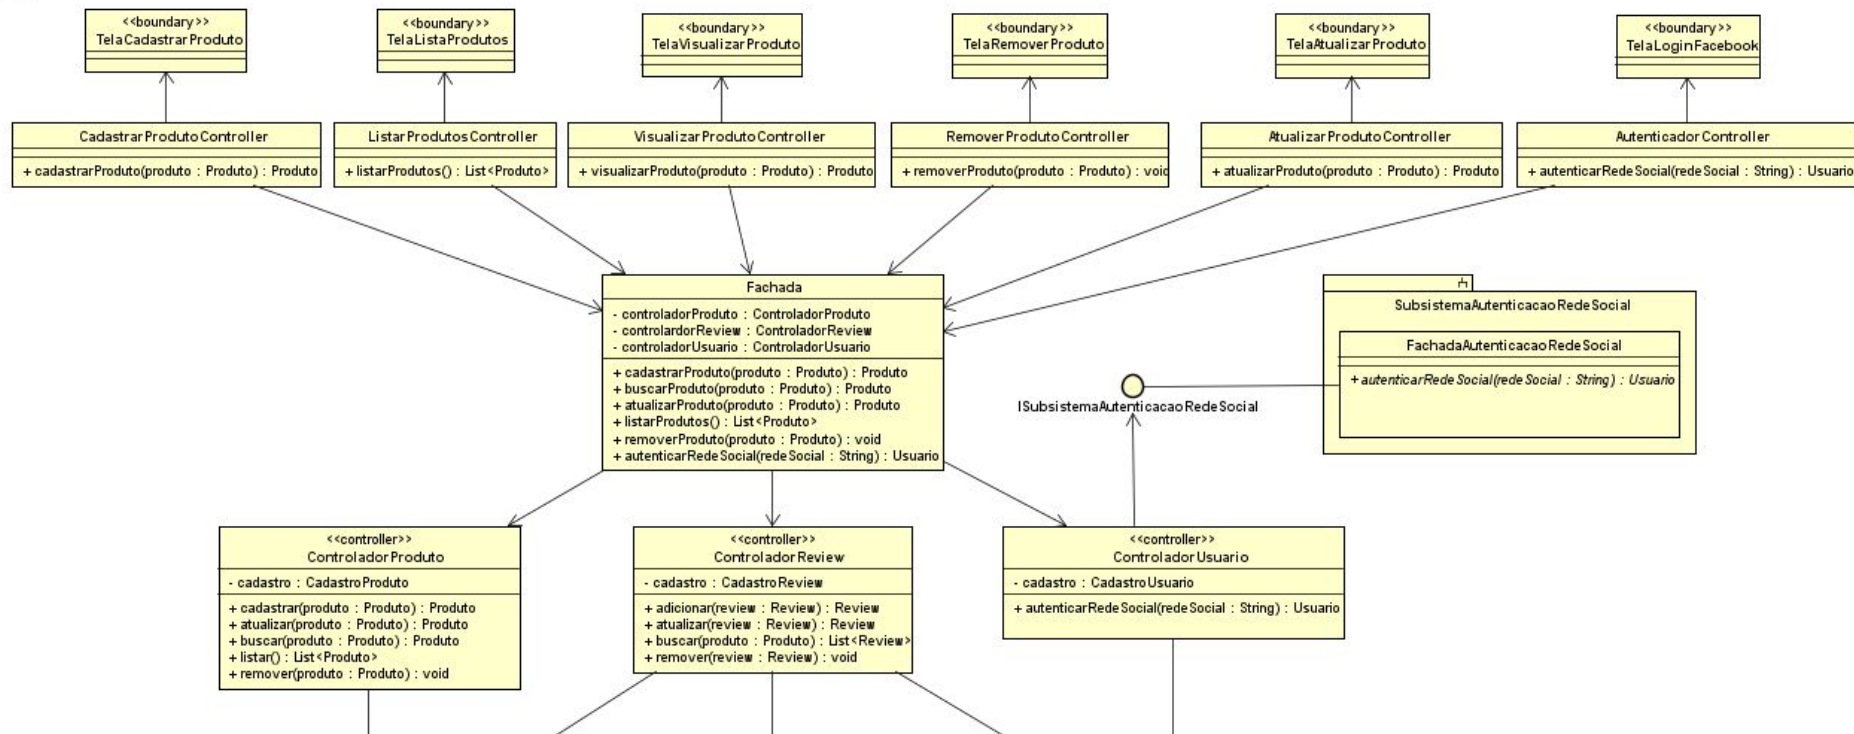 <<boundary>>
TelaCadastrarProduto
<<boundary>>
TelaListaProdutos
<<boundary>>
TelaVisualizarProduto
<<boundary>>
TelaRemoverProduto
<<boundary>>
TelaAtualizarProduto
<<boundary>>
TelaLoginFacebook
CadastrarProdutoController
+ cadastrarProduto(produto : Produto) : Produto
ListarProdutosController
+ listarProdutos() : List<Produto>
VisualizarProdutoController
+ visualizarProduto(produto : Produto) : Produto
RemoverProdutoController
+ removerProduto(produto : Produto) : void
AtualizarProdutoController
+ atualizarProduto(produto : Produto) : Produto
AutenticadorController
+ autenticarRedeSocial(redeSocial : String) : Usuario
Fachada
- controladorProduto : ControladorProduto
- controlardorReview : ControladorReview
- controladorUsuario : ControladorUsuario
+ cadastrarProduto(produto : Produto) : Produto
+ buscarProduto(produto : Produto) : Produto
+ atualizarProduto(produto : Produto) : Produto
+ listarProdutos() : List<Produto>
+ removerProduto(produto : Produto) : void
+ autenticarRedeSocial(redeSocial : String) : Usuario
SubsistemaAutenticacaoRedeSocial
FachadaAutenticacaoRedeSocial
+ autenticarRedeSocial(redeSocial : String) : Usuario
ISubsistemaAutenticacaoRedeSocial
<<controller>>
ControladorProduto
- cadastro : CadastroProduto
+ cadastrar(produto : Produto) : Produto
+ atualizar(produto : Produto) : Produto
+ buscar(produto : Produto) : Produto
+ listar() : List<Produto>
+ remover(produto : Produto) : void
<<controller>>
ControladorReview
- cadastro : CadastroReview
+ adicionar(review : Review) : Review
+ atualizar(review : Review) : Review
+ buscar(produto : Produto) : List<Review>
+ remover(review : Review) : void
<<controller>>
ControladorUsuario
- cadastro : CadastroUsuario
+ autenticarRedeSocial(redeSocial : String) : Usuario